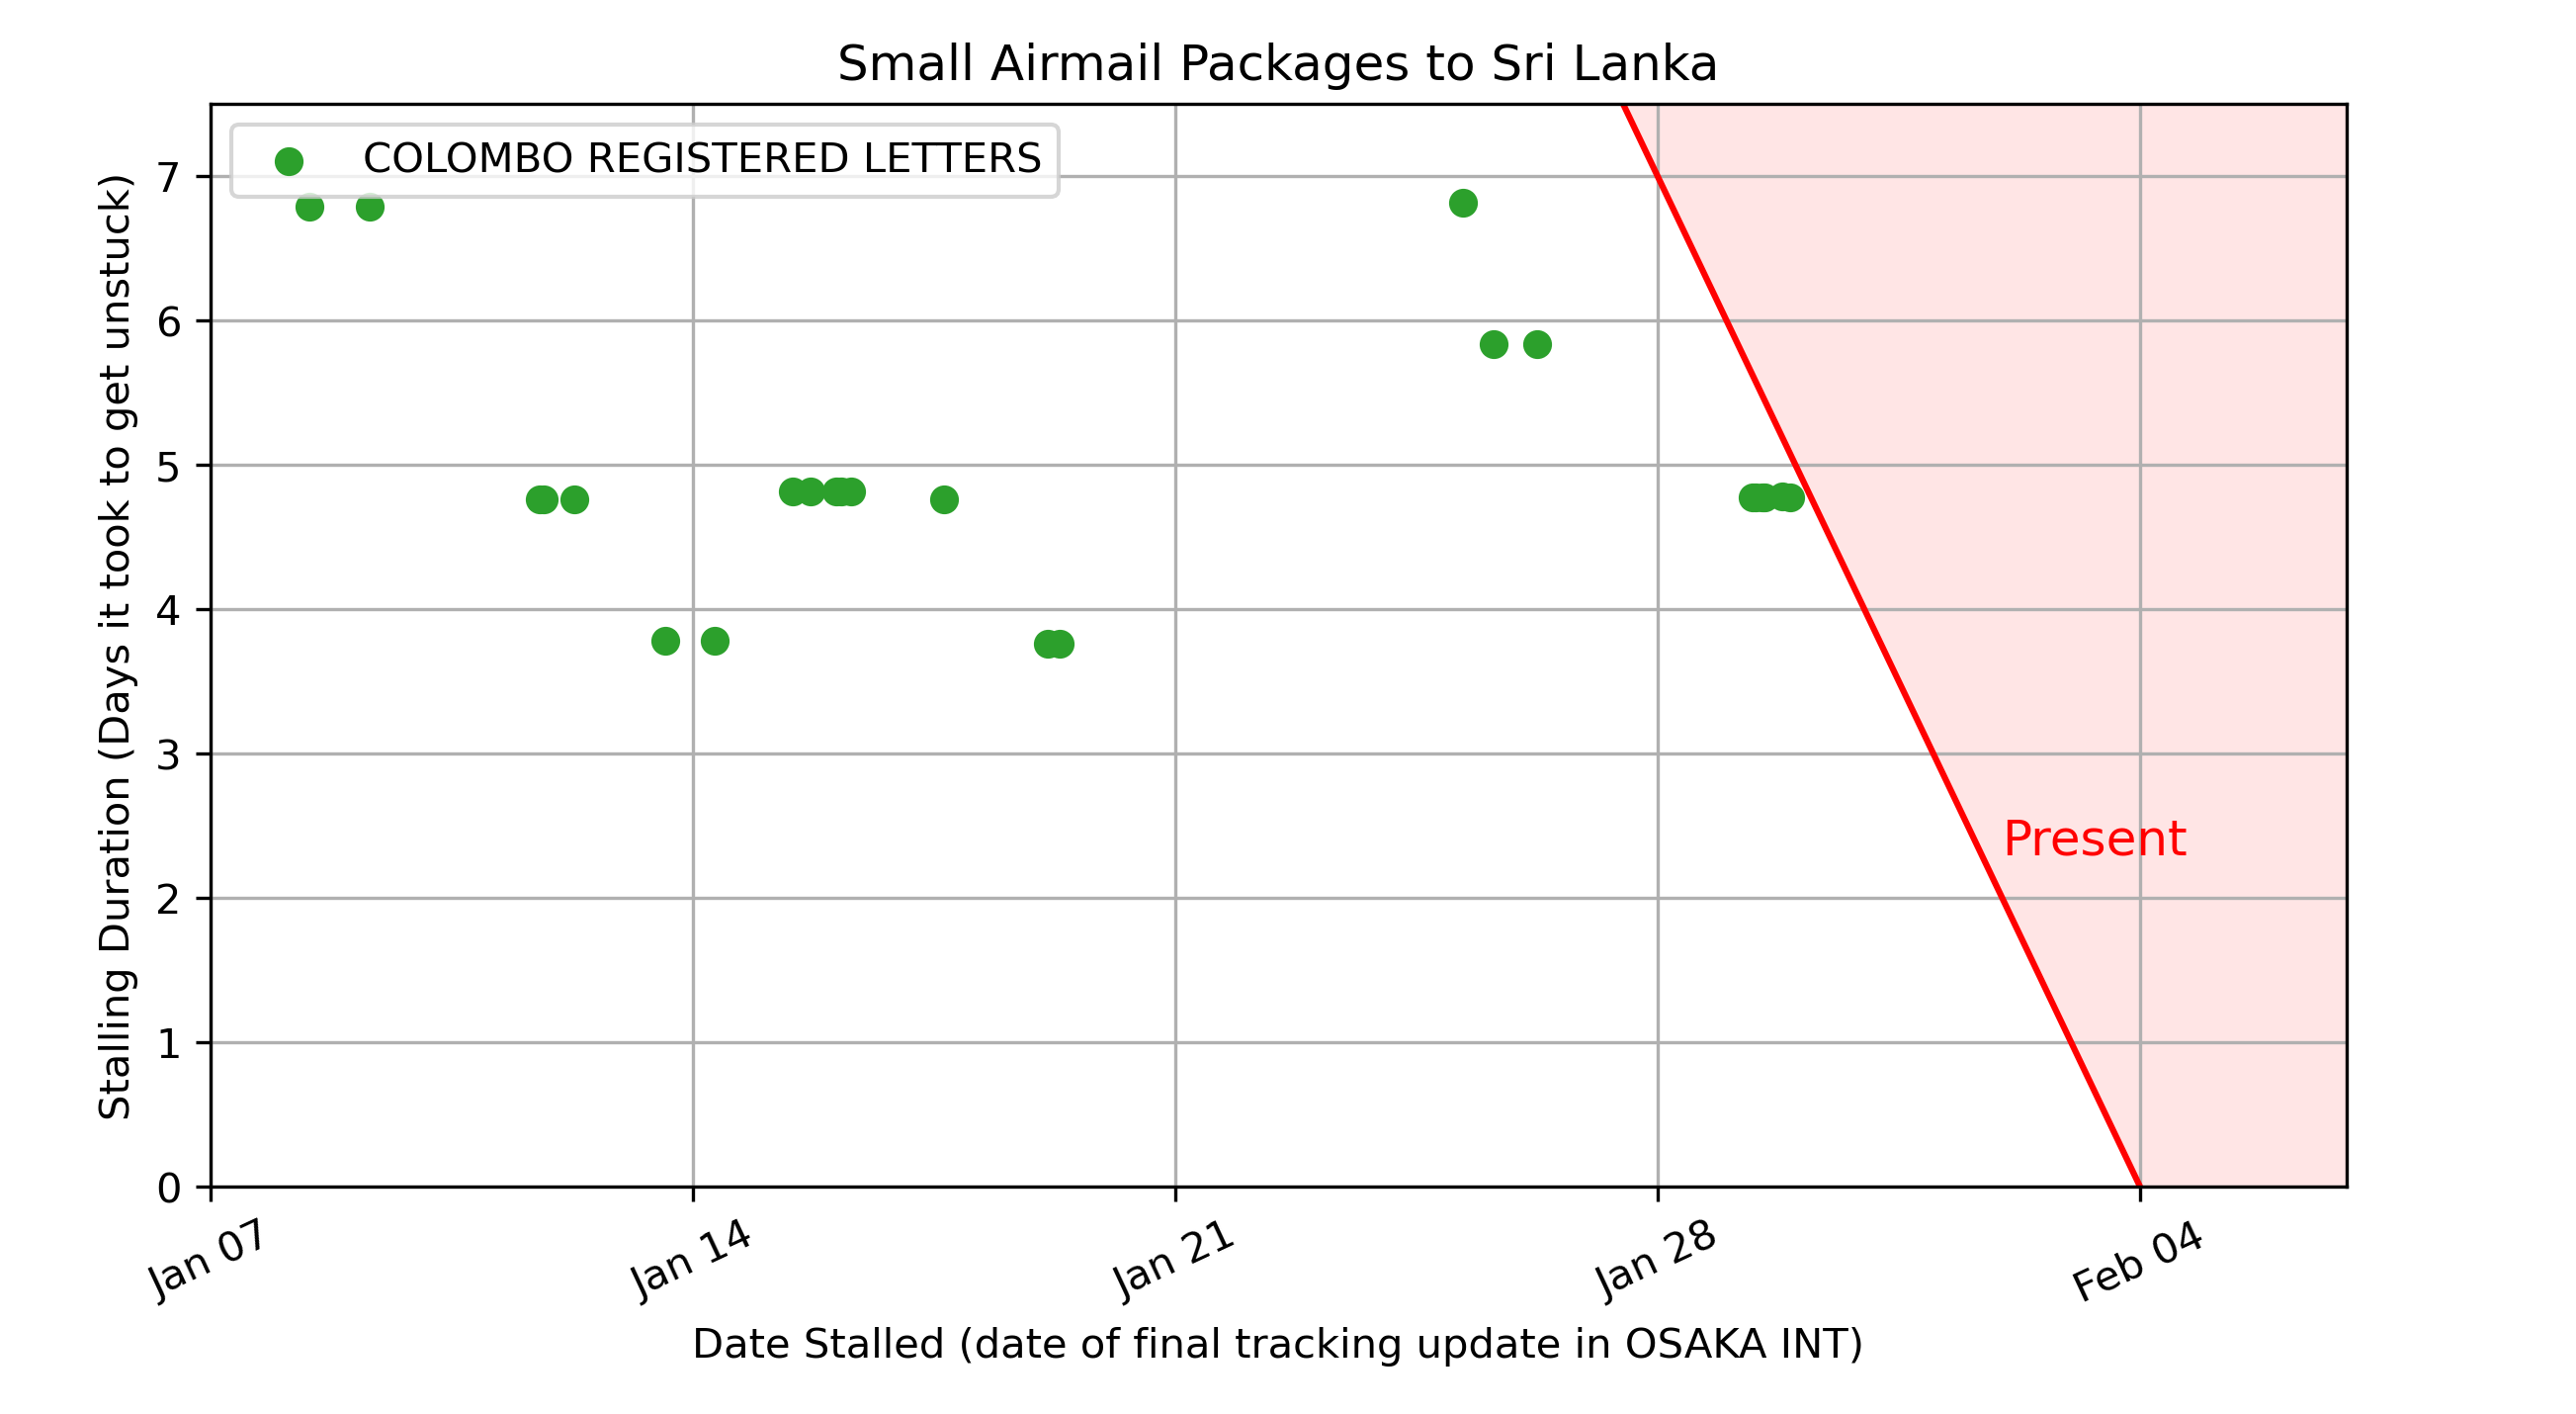 Small Airmail Packages to Sri Lanka
COLOMBO REGISTERED LETTERS
Stalling Duration (Days it took to get unstuck)
7
6
5
4
3
2
1
0
Present
Jan 07
Jan 14
Jan 21
Jan 28
Feb 04
Date Stalled (date of final tracking update in OSAKA INT)